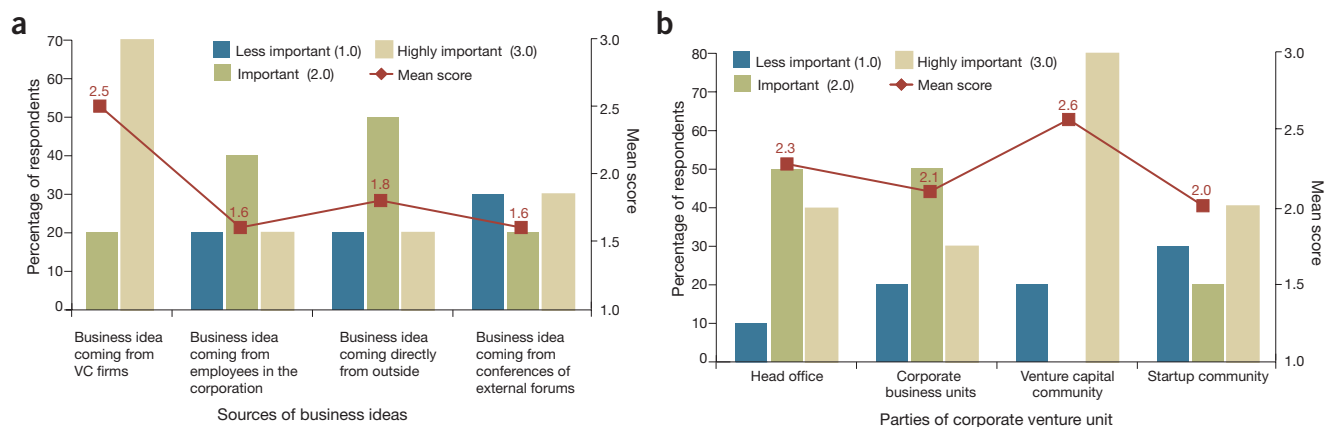 a
70
60
50
40
30
20
10
0
Percentage of respondents
Less important (1.0)
Highly important (3.0)
Important (2.0)
Mean score
2.5
1.6
1.8
1.6
3.0
2.5
2.0
1.5
1.0
Mean score
Business idea
coming from
VC firms
Business idea
coming from
employees in the
corporation
Business idea
coming directly
from outside
Business idea
coming from
conferences of
external forums
Sources of business ideas
b
80
70
60
50
40
30
20
10
0
Percentage of respondents
Less important (1.0)
Highly important (3.0)
Important (2.0)
Mean score
2.3
2.1
2.6
2.0
3.0
2.5
2.0
1.5
1.0
Mean score
Head office
Corporate
business units
Venture capital
community
Startup community
Parties of corporate venture unit